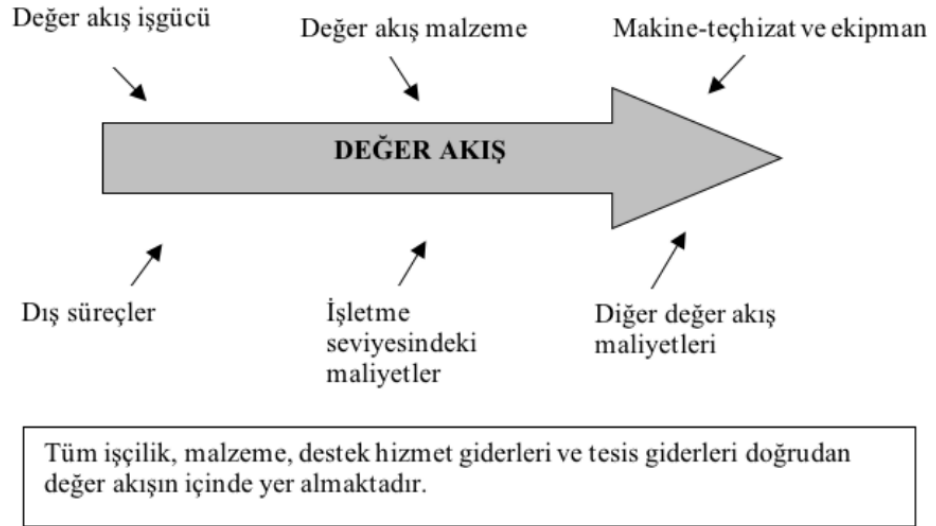 Değer akış işgücü
Değer akış malzeme
Makine-teçhizat ve ekipman
DEĞER AKIŞ
Dış süreçler
İşletme
seviyesindeki
maliyetler
Diğer değer akış
maliyetleri
Tüm işçilik, malzeme, destek hizmet giderleri ve tesis giderleri doğrudan
değer akışın içinde yer almaktadır.